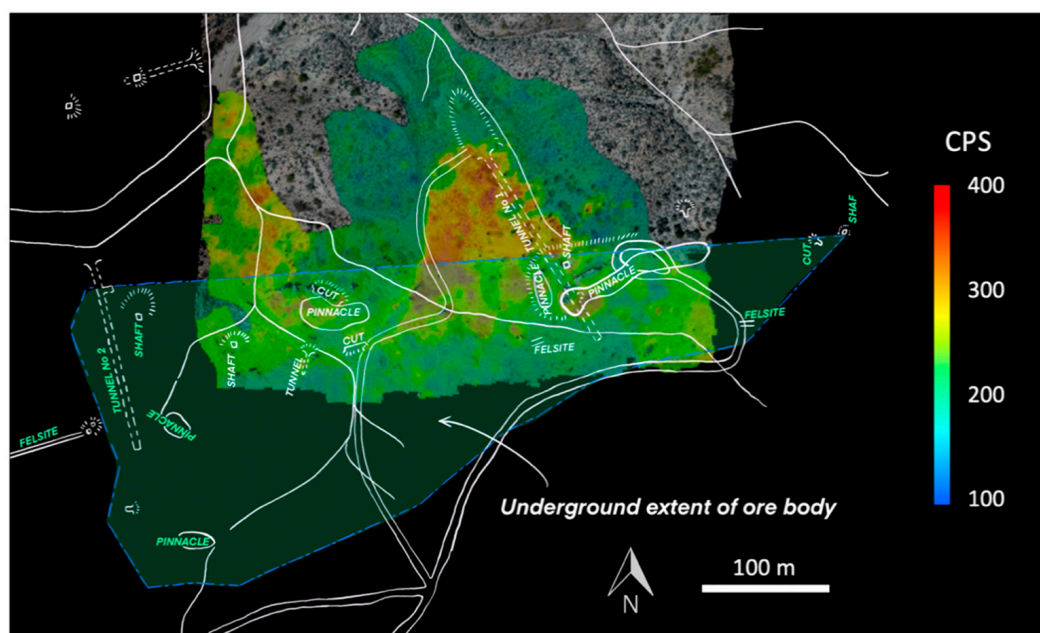 CPS
400
300
200
100
TUNNEL No 1
SHAFT
SHAF
CUT
PINNACLE
PINNACLE
CUT
PINNACLE
SHAFT
TUNNEL No 2
FELSITE
FELSITE
CUT
SHAFT
TUNNEL
PINNACLE
FELSITE
Underground extent of ore body
PINNACLE
100 m
N